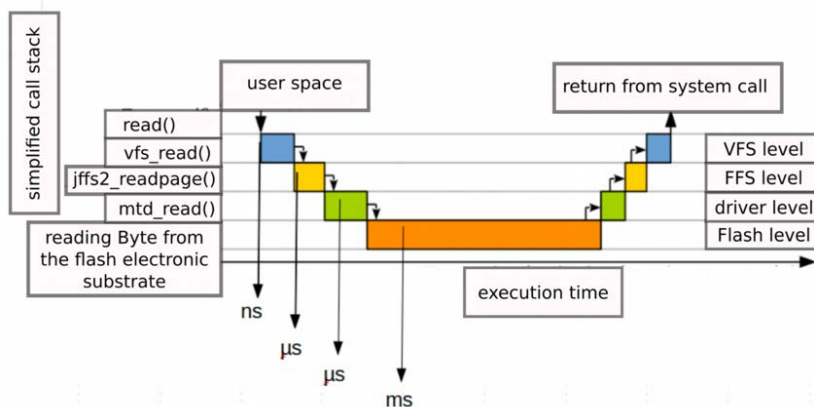 simplified call stack
user space
return from system call
read()
vfs_read()
jffs2_readpage()
mtd_read()
reading Byte from
the flash electronic
substrate
VFS level
FFS level
driver level
Flash level
execution time
ns
µs
µs
ms